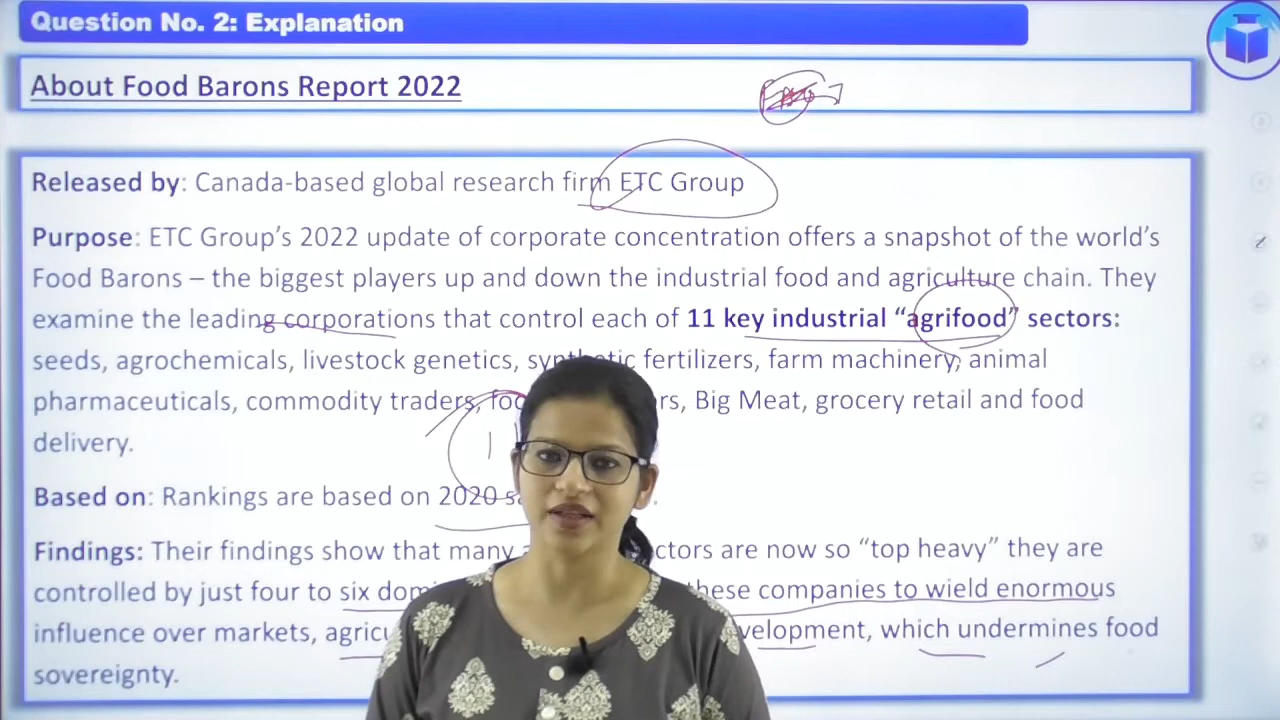 Question No. 2: Explanation
About Food Barons Report 2022
Released by: Canada-based global research firm ETC Group
Purpose: ETC Group's 2022 update of corporate concentration offers a snapshot of the world's
Food Barons – the biggest players up and down the industrial food and agriculture chain. They
examine the leading corporations that control each of 11 key industrial “agrifood” sectors:
seeds, agrochemicals, livestock genetics, synthetic fertilizers, farm machinery, animal
pharmaceuticals, commodity traders, Big Meat, grocery retail and food
delivery.
Based on: Rankings are based on 2020
Findings: Their findings show that many are now so “top heavy” they are
controlled by just four to six these companies to wield enormous
influence over markets, which undermines food
sovereignty.